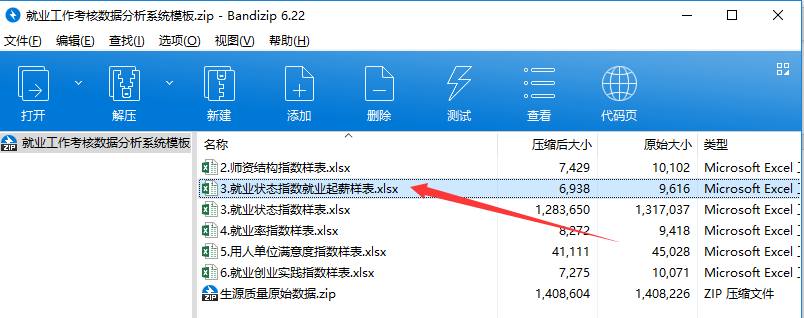 就业工作考核数据分析系统模板.zip - Bandizip 6.22
文件(F) 编辑(E) 查找(I) 选项(O) 视图(V) 帮助(H)
打开 解压 新建 添加 删除 测试 查看 代码页
ZIP 就业工作考核数据分析系统模板
名称 压缩后大小 原始大小 类型
2.师资结构指数样表.xlsx 7,429 10,102 Microsoft Excel
3.就业状态指数就业起薪样表.xlsx 6,938 9,616 Microsoft Excel
3.就业状态指数样表.xlsx 1,283,650 1,317,037 Microsoft Excel
4.就业率指数样表.xlsx 8,272 9,418 Microsoft Excel
5.用人单位满意度指数样表.xlsx 41,111 45,028 Microsoft Excel
6.就业创业实践指数样表.xlsx 7,275 10,071 Microsoft Excel
ZIP 生源质量原始数据.zip 1,408,604 1,408,226 ZIP 压缩文件